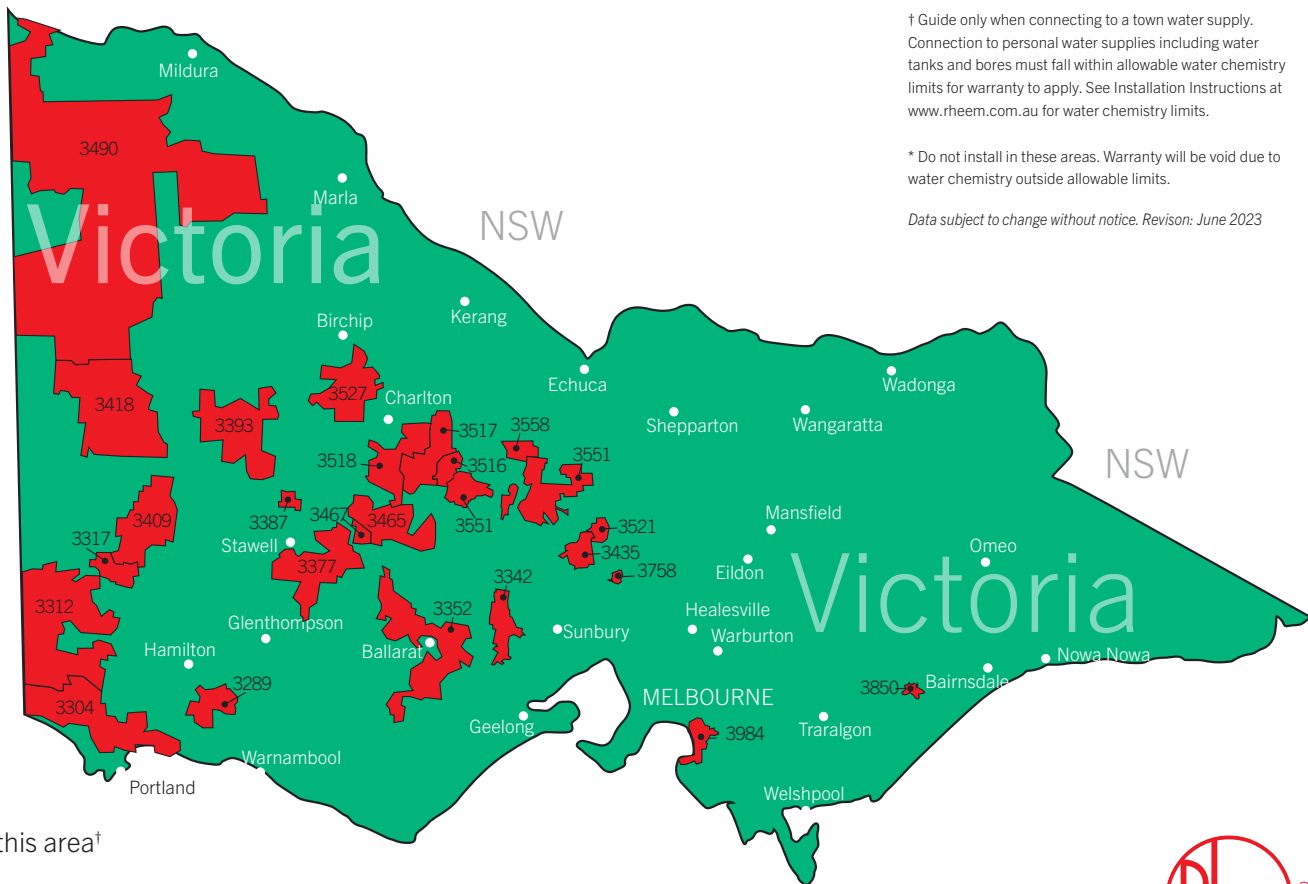 † Guide only when connecting to a town water supply.
Connection to personal water supplies including water
tanks and bores must fall within allowable water chemistry
limits for warranty to apply. See Installation Instructions at
www.rheem.com.au for water chemistry limits.
* Do not install in these areas. Warranty will be void due to
water chemistry outside allowable limits.
Data subject to change without notice. Revison: June 2023
Mildura
3490
Marla
Victoria
NSW
Birchip
Kerang
Echuca
Wadonga
3527
3418
3393
Charlton
Shepparton
Wangaratta
3517
3558
3518
3516
3551
NSW
3387
3467
3465
3551
3409
3521
Mansfield
3317
Stawell
3435
Omeo
3377
3758
Eildon
3342
Victoria
3312
3352
Healesville
Glenthompson
Sunbury
Warburton
Hamilton
Ballarat
Nowa Nowa
3289
3850
Bairnsdale
3304
MELBOURNE
Geelong
3984
Traralgon
Warnambool
Portland
Welshpool
this area†